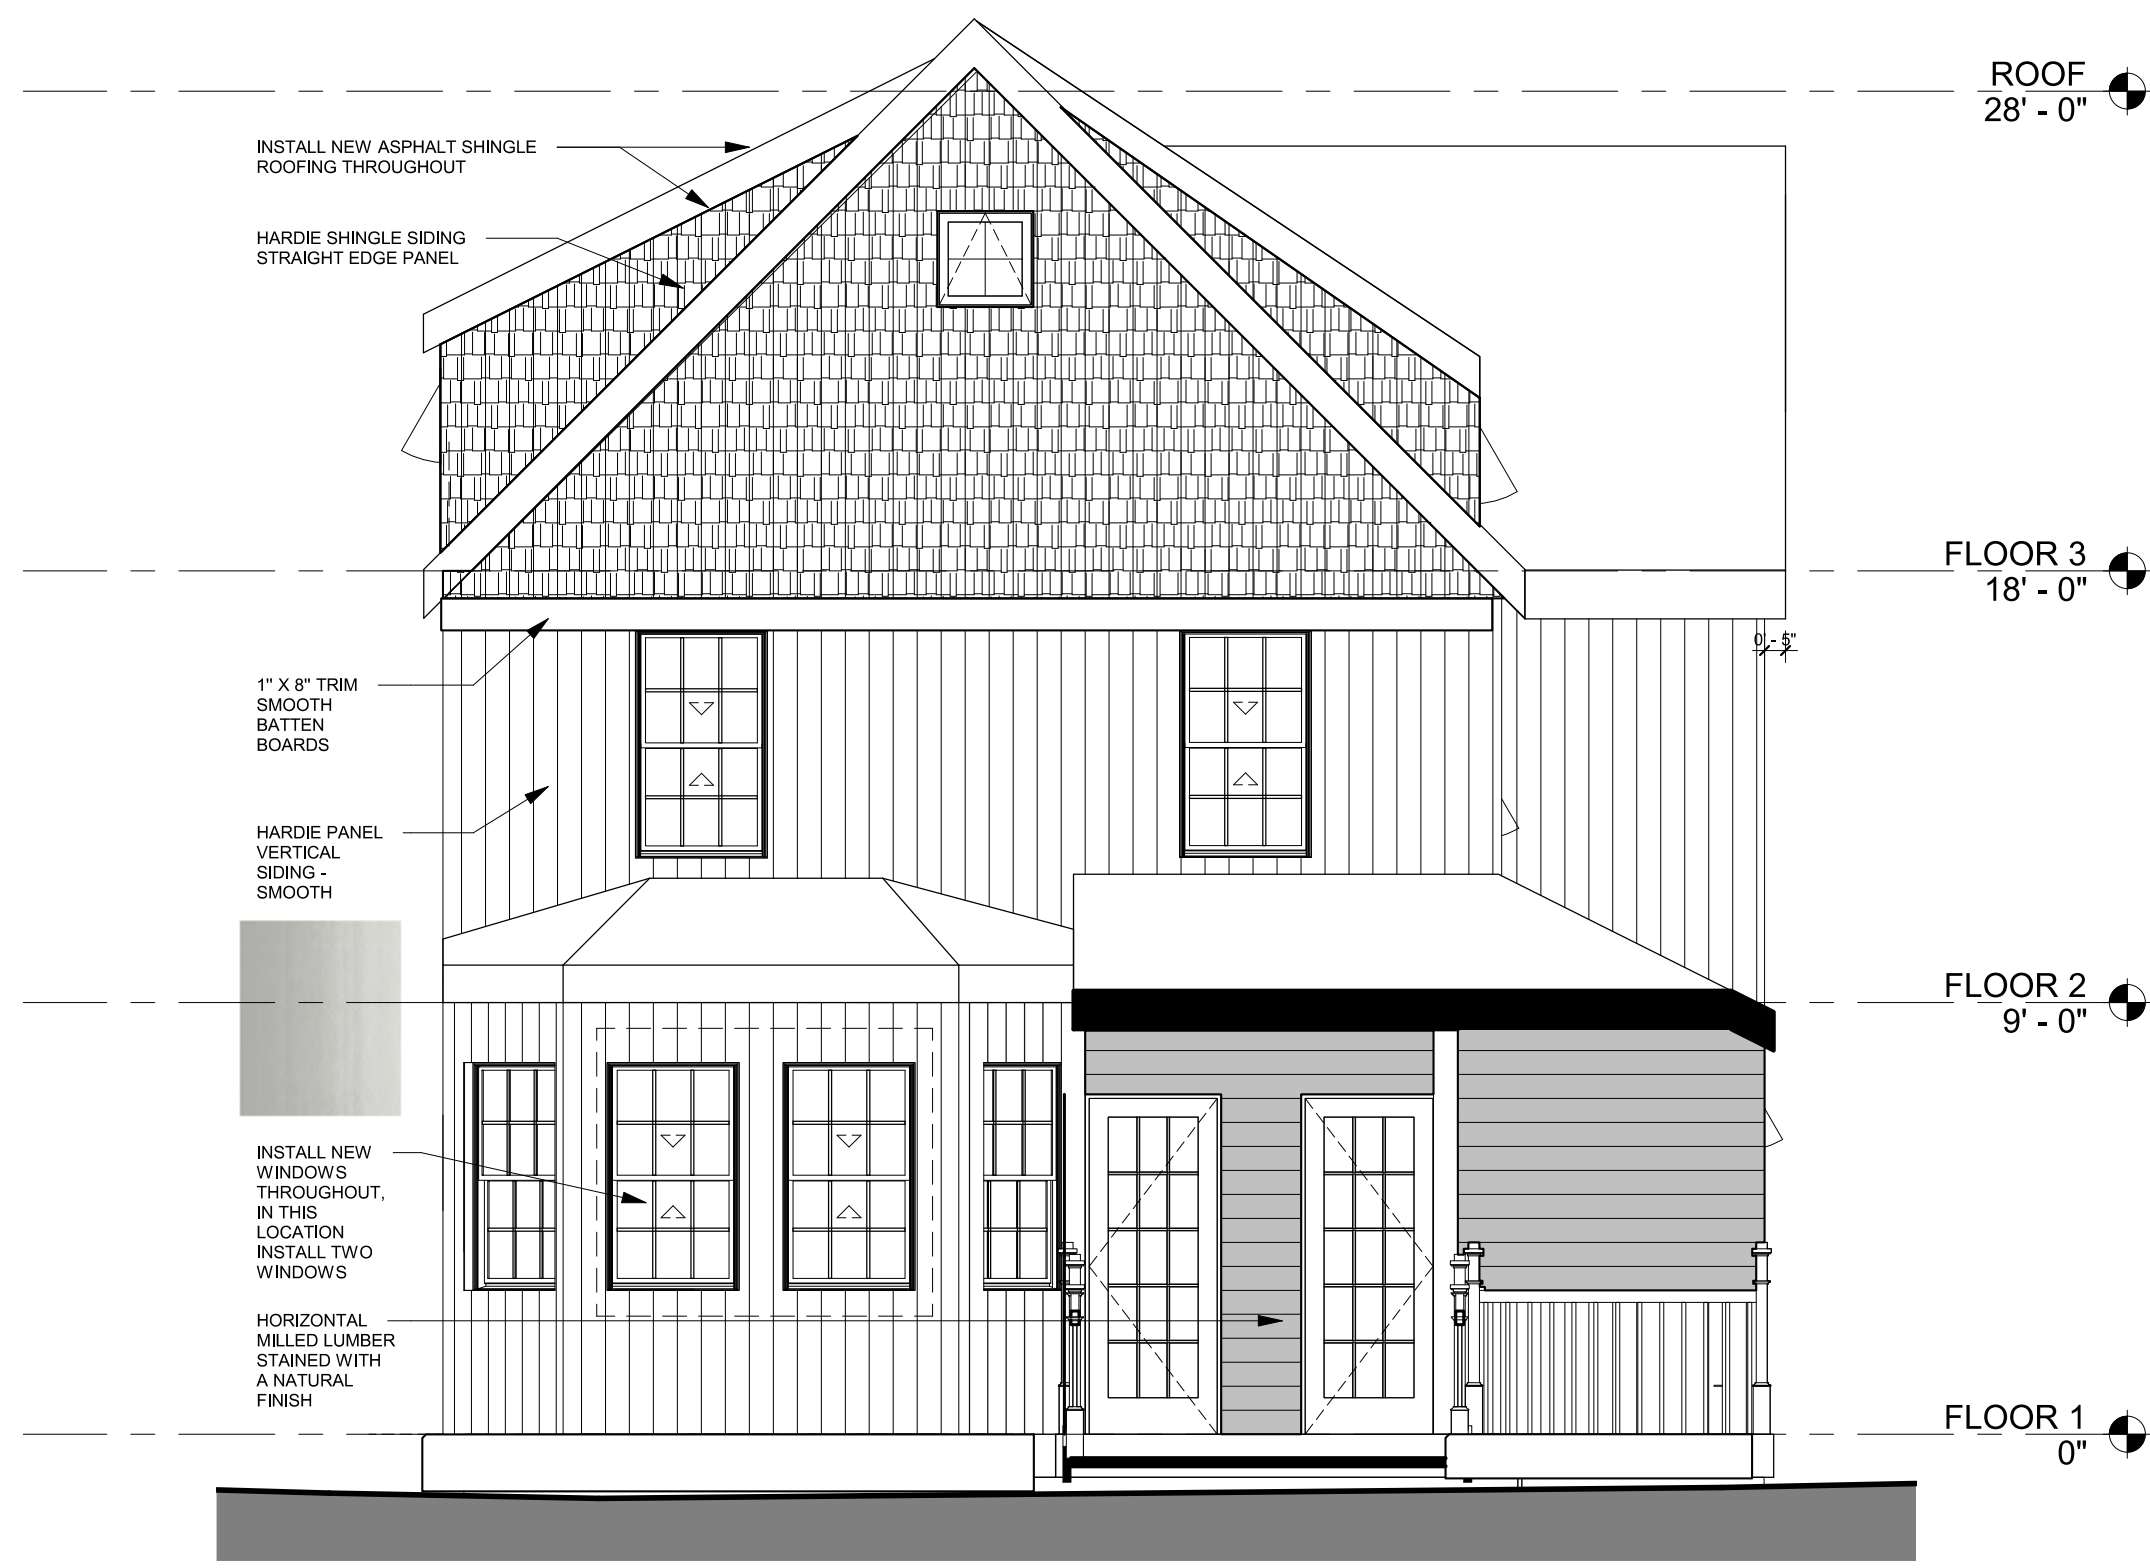 ROOF
28' - 0"
INSTALL NEW ASPHALT SHINGLE
ROOFING THROUGHOUT
HARDIE SHINGLE SIDING
STRAIGHT EDGE PANEL
FLOOR 3
18' - 0"
0' - 5"
1" X 8" TRIM
SMOOTH
BATTEN
BOARDS
HARDIE PANEL
VERTICAL
SIDING -
SMOOTH
FLOOR 2
9' - 0"
INSTALL NEW
WINDOWS
THROUGHOUT,
IN THIS
LOCATION
INSTALL TWO
WINDOWS
HORIZONTAL
MILLED LUMBER
STAINED WITH
A NATURAL
FINISH
FLOOR 1
0"